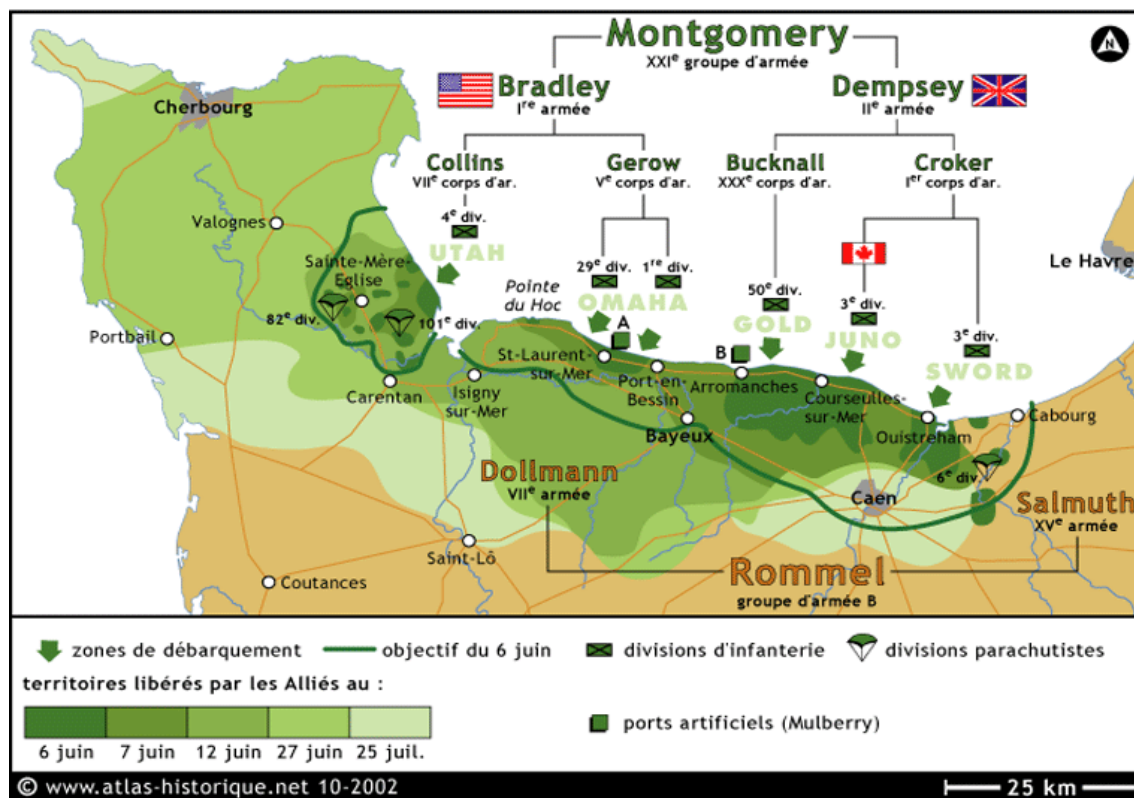 Montgomery
XXIe groupe d'armée
N
Bradley
Ire armée
Dempsey
IIe armée
Cherbourg
Collins
VIIe corps d'ar.
Gerow
Ve corps d'ar.
Bucknall
XXXe corps d'ar.
Croker
Ier corps d'ar.
Valognes
4e div.
UTAH
Sainte-Mère-
Eglise
29e div.
1re div.
OMAHA
Pointe
du Hoc
A
50e div.
GOLD
B
3e div.
JUNO
3e div.
SWORD
Le Havre
82e div.
101e div.
Portbail
St-Laurent-
sur-Mer
Port-en-
Bessin
Arromanches
Courseulles-
sur-Mer
Ouistreham
Cabourg
Carentan
Isigny
sur-Mer
Bayeux
6e div.
Dollmann
VIIe armée
Caen
Salmuth
XVe armée
Saint-Lô
Coutances
Rommel
groupe d'armée B
zones de débarquement
objectif du 6 juin
divisions d'infanterie
divisions parachutistes
territoires libérés par les Alliés au :
6 juin
7 juin
12 juin
27 juin
25 juil.
ports artificiels (Mulberry)
© www.atlas-historique.net 10-2002
25 km